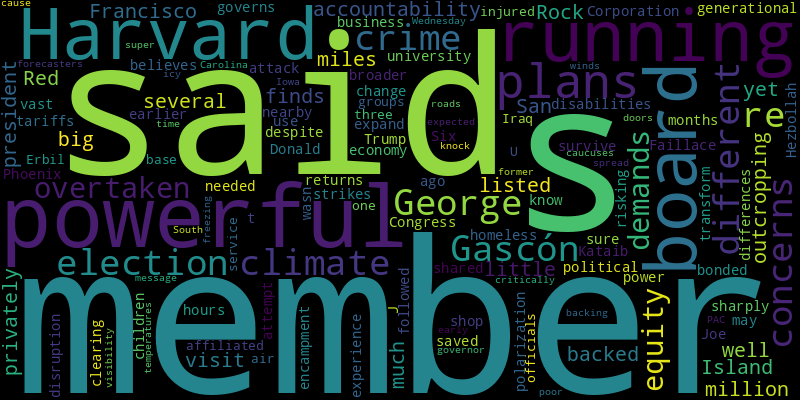 cause
Francisco
governs
accountability
injured
Rock
Corporation
generational
Harvard
running
business.
Wednesday
crime
super
forecasters
believes
Carolina
miles
university
president
Red
attack
broader
plans
icy
Iowa
finds
change
vast
several
groups
San
disabilities
yet
said
tariffs
earlier
use
nearby
three
roads
winds
re
big
time
despite
expand
expected
Six
Iraq
doors
months
Hezbollah
Erbil
base
Donald
Trump
economy
knock
u
caucuses
Faillace
s
board
different
Phoenix
returns
former
survive
spread
overtaken
needed
strikes
ago
listed
know
risking
demands
transform
differences
outcropping
concerns
powerful
wasn
one
George
Congress
homeless
sure
Kataib
South
freezing
service
t
election
climate
Gascón
shared
little
political
power
bonded
privately
message
temperatures
children
hours
attempt
encampment
experience
J
followed
early
critically
backing
sharply
member
disruption
clearing
visibility
affiliated
visit
air
much
shop
saved
governor
polarization
officials
poor
backed
equity
PAC
Joe
may
well
Island
million